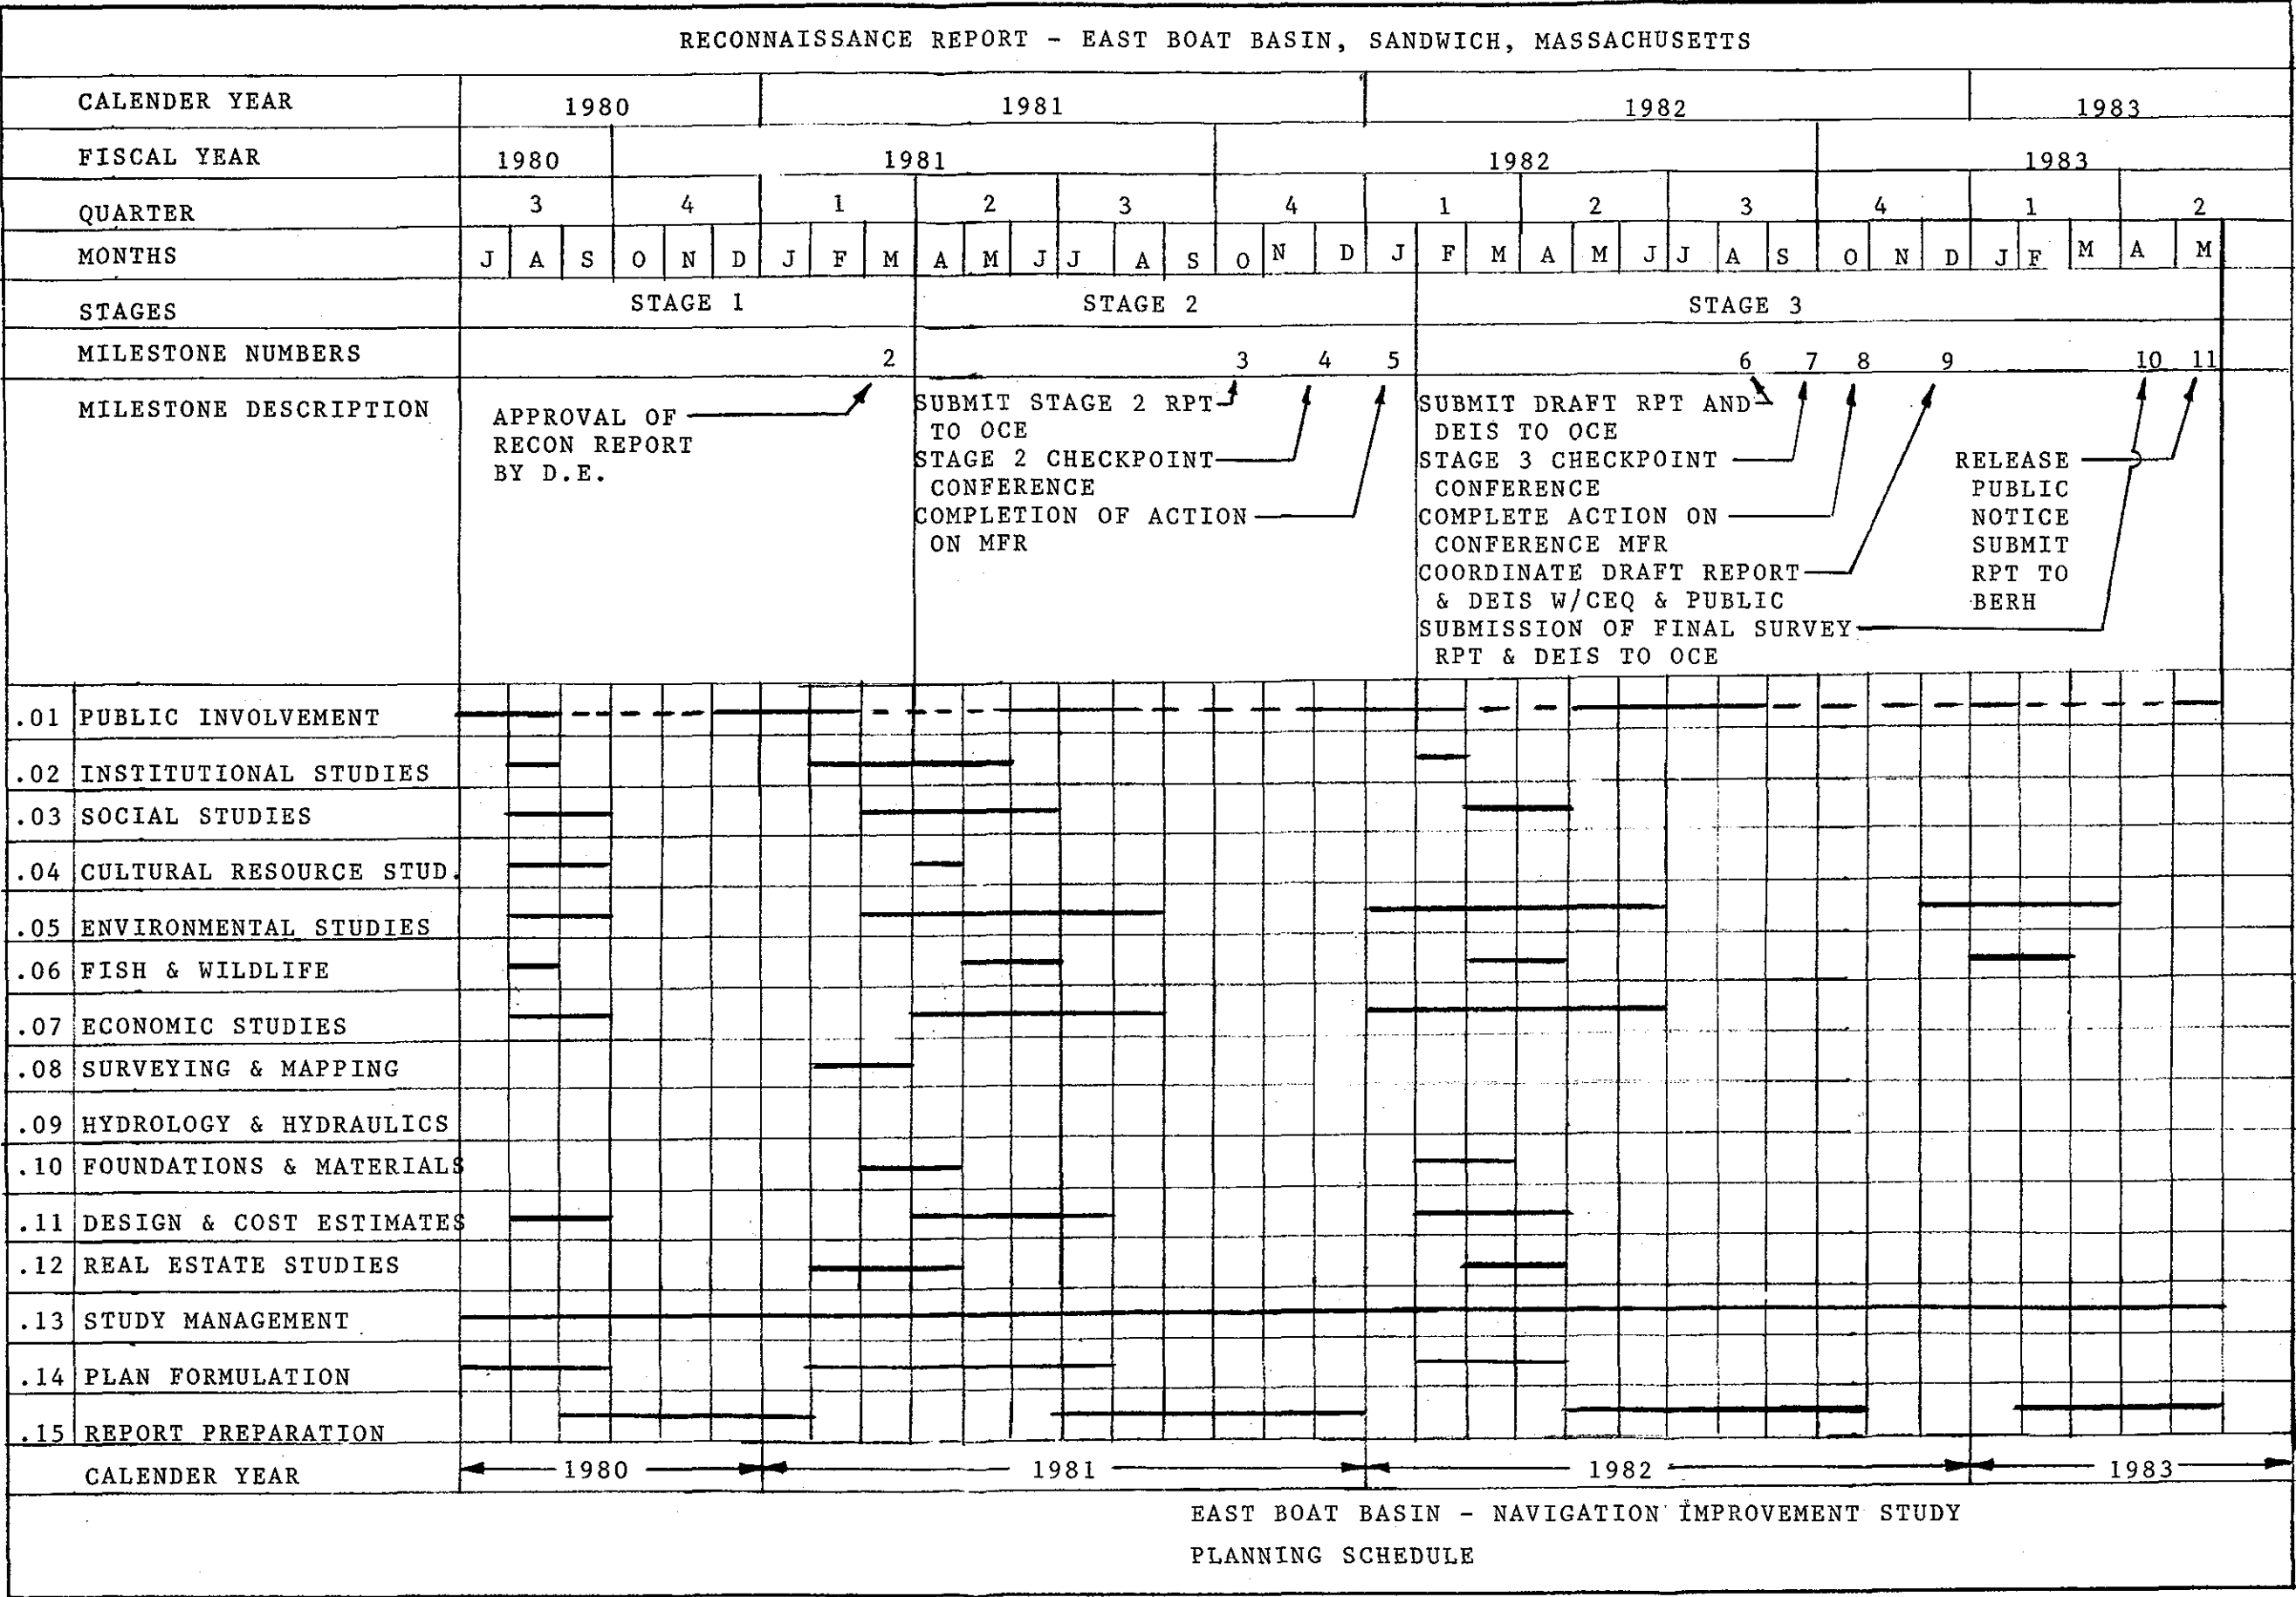 RECONNAISSANCE REPORT - EAST BOAT BASIN, SANDWICH, MASSACHUSETTS
CALENDER YEAR 1980 1981 1982 1983
FISCAL YEAR 1980 1981 1982 1983
QUARTER 3 4 1 2 3 4 1 2 3 4 1 2
MONTHS J A S O N D J F M A M J J A S O N D J F M A M J J A S O N D J F M A M
STAGES STAGE 1 STAGE 2 STAGE 3
MILESTONE NUMBERS 2 3 4 5 6 7 8 9 10 11
MILESTONE DESCRIPTION
APPROVAL OF
RECON REPORT
BY D.E.
SUBMIT STAGE 2 RPT
TO OCE
STAGE 2 CHECKPOINT
CONFERENCE
COMPLETION OF ACTION
ON MFR
SUBMIT DRAFT RPT AND
DEIS TO OCE
STAGE 3 CHECKPOINT
CONFERENCE
COMPLETE ACTION ON
CONFERENCE MFR
COORDINATE DRAFT REPORT
& DEIS W/CEQ & PUBLIC
SUBMISSION OF FINAL SURVEY
RPT & DEIS TO OCE
RELEASE
PUBLIC
NOTICE
SUBMIT
RPT TO
BERH
.01 PUBLIC INVOLVEMENT
.02 INSTITUTIONAL STUDIES
.03 SOCIAL STUDIES
.04 CULTURAL RESOURCE STUD.
.05 ENVIRONMENTAL STUDIES
.06 FISH & WILDLIFE
.07 ECONOMIC STUDIES
.08 SURVEYING & MAPPING
.09 HYDROLOGY & HYDRAULICS
.10 FOUNDATIONS & MATERIALS
.11 DESIGN & COST ESTIMATES
.12 REAL ESTATE STUDIES
.13 STUDY MANAGEMENT
.14 PLAN FORMULATION
.15 REPORT PREPARATION
CALENDER YEAR 1980 1981 1982 1983
EAST BOAT BASIN - NAVIGATION IMPROVEMENT STUDY
PLANNING SCHEDULE